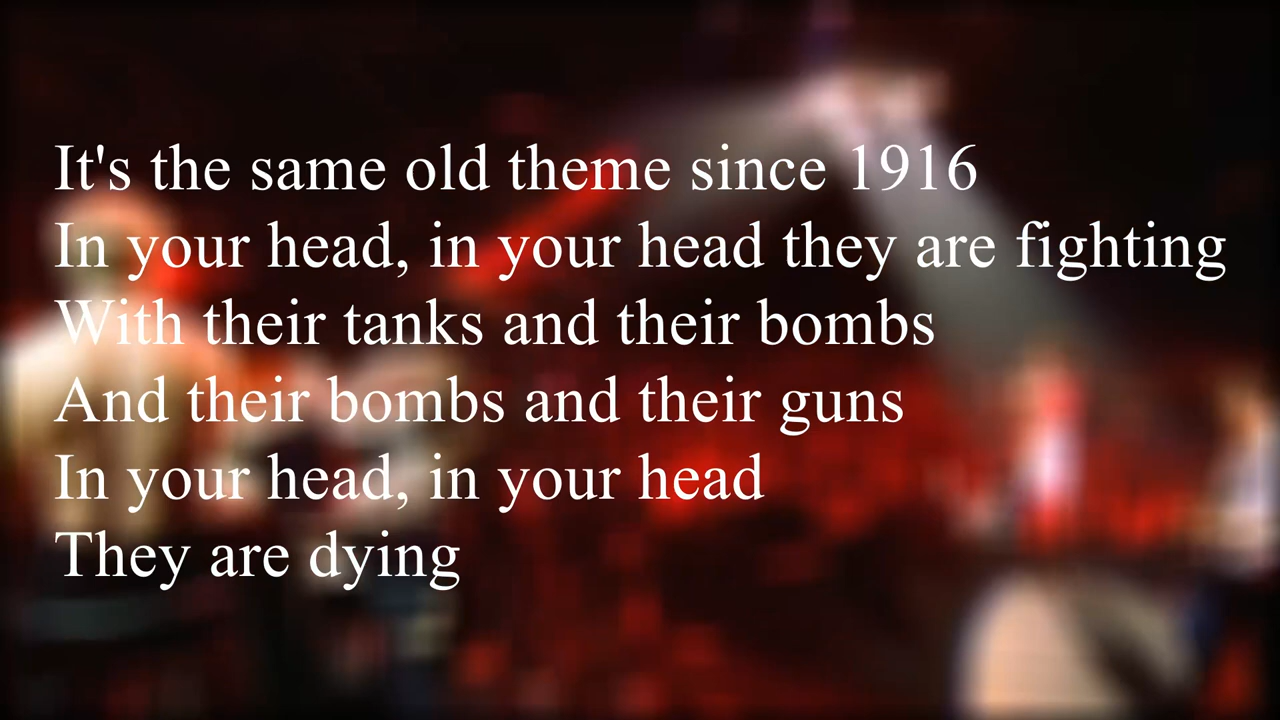 It's the same old theme since 1916
In your head, in your head they are fighting
With their tanks and their bombs
And their bombs and their guns
In your head, in your head
They are dying